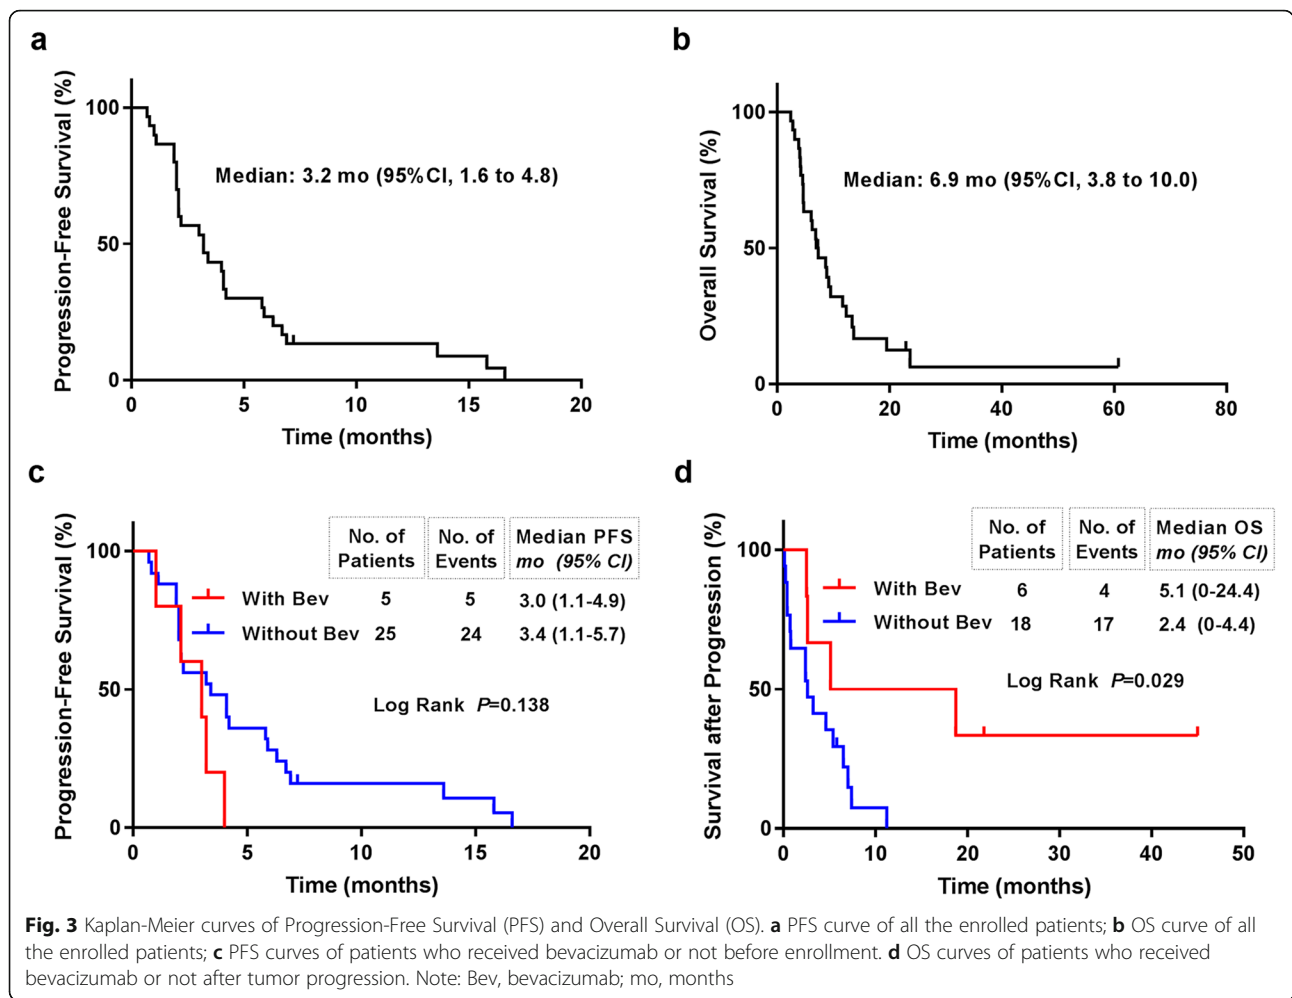 a
Progression-Free Survival (%)
100
50
0
Median: 3.2 mo (95%CI, 1.6 to 4.8)
0 5 10 15 20
Time (months)
b
Overall Survival (%)
100
50
0
Median: 6.9 mo (95%CI, 3.8 to 10.0)
0 20 40 60 80
Time (months)
c
Progression-Free Survival (%)
100
50
0
No. of Patients No. of Events Median PFS mo (95% CI)
With Bev 5 5 3.0 (1.1-4.9)
Without Bev 25 24 3.4 (1.1-5.7)
Log Rank P=0.138
0 5 10 15 20
Time (months)
d
Survival after Progression (%)
100
50
0
No. of Patients No. of Events Median OS mo (95% CI)
With Bev 6 4 5.1 (0-24.4)
Without Bev 18 17 2.4 (0-4.4)
Log Rank P=0.029
0 10 20 30 40 50
Time (months)
Fig. 3 Kaplan-Meier curves of Progression-Free Survival (PFS) and Overall Survival (OS). a PFS curve of all the enrolled patients; b OS curve of all
the enrolled patients; c PFS curves of patients who received bevacizumab or not before enrollment. d OS curves of patients who received
bevacizumab or not after tumor progression. Note: Bev, bevacizumab; mo, months